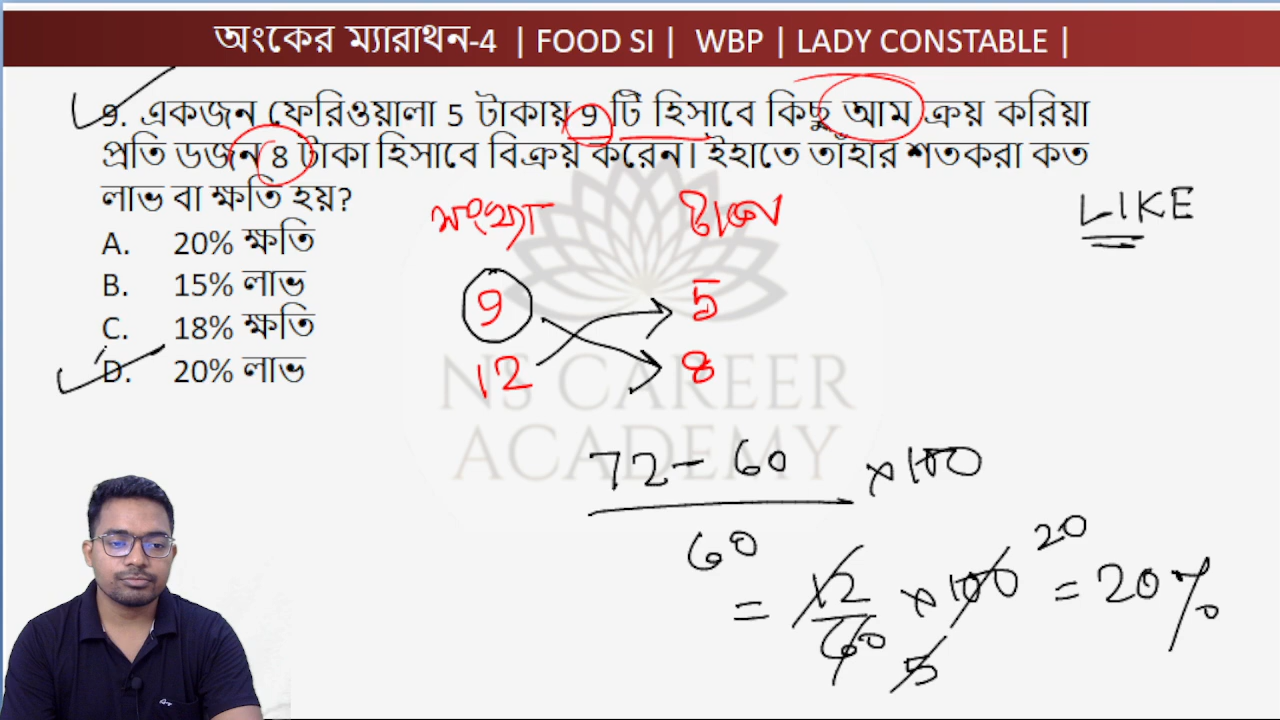 অংকের ম্যারাথন-4 | FOOD SI | WBP | LADY CONSTABLE |
9. একজন ফেরিওয়ালা 5 টাকায় 9 টি হিসাবে কিছু আম ক্রয় করিয়া
প্রতি ডজন 8 টাকা হিসাবে বিক্রয় করেন। ইহাতে তাঁহার শতকরা কত
লাভ বা ক্ষতি হয়?
A. 20% ক্ষতি
B. 15% লাভ
C. 18% ক্ষতি
D. 20% লাভ
সংখ্যা টাকা
LIKE
9 5
12 8
NS CAREER
ACADEMY
72 - 60
×100
60
= 12/60 × 100 = 20%
20
5